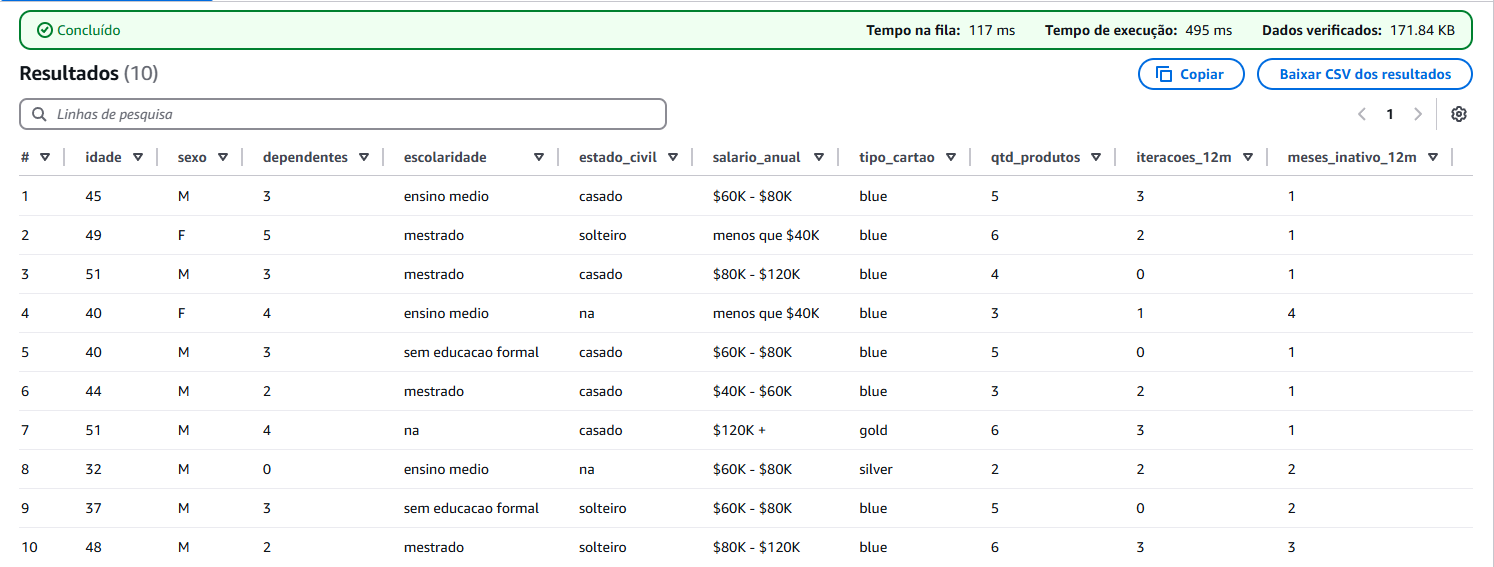 Concluído Tempo na fila: 117 ms Tempo de execução: 495 ms Dados verificados: 171.84 KB
Resultados (10) Copiar Baixar CSV dos resultados
Linhas de pesquisa 1
# idade sexo dependentes escolaridade estado_civil salario_anual tipo_cartao qtd_produtos iteracoes_12m meses_inativo_12m
1 45 M 3 ensino medio casado $60K - $80K blue 5 3 1
2 49 F 5 mestrado solteiro menos que $40K blue 6 2 1
3 51 M 3 mestrado casado $80K - $120K blue 4 0 1
4 40 F 4 ensino medio na menos que $40K blue 3 1 4
5 40 M 3 sem educacao formal casado $60K - $80K blue 5 0 1
6 44 M 2 mestrado casado $40K - $60K blue 3 2 1
7 51 M 4 na casado $120K + gold 6 3 1
8 32 M 0 ensino medio na $60K - $80K silver 2 2 2
9 37 M 3 sem educacao formal solteiro $60K - $80K blue 5 0 2
10 48 M 2 mestrado solteiro $80K - $120K blue 6 3 3